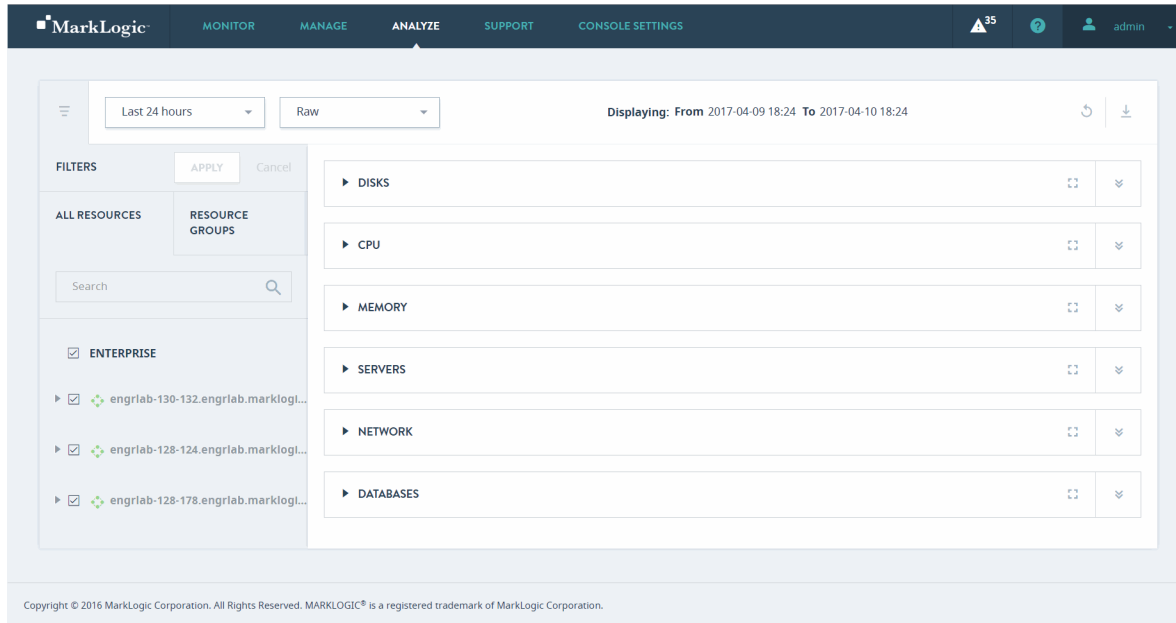 MarkLogic™ MONITOR MANAGE ANALYZE SUPPORT CONSOLE SETTINGS 35 ? admin
Last 24 hours Raw Displaying: From 2017-04-09 18:24 To 2017-04-10 18:24
FILTERS APPLY Cancel
ALL RESOURCES
RESOURCE
GROUPS
Search
ENTERPRISE
engrlab-130-132.engrlab.marklogi...
engrlab-128-124.engrlab.marklogi...
engrlab-128-178.engrlab.marklogi...
DISKS
CPU
MEMORY
SERVERS
NETWORK
DATABASES
Copyright © 2016 MarkLogic Corporation. All Rights Reserved. MARKLOGIC® is a registered trademark of MarkLogic Corporation.